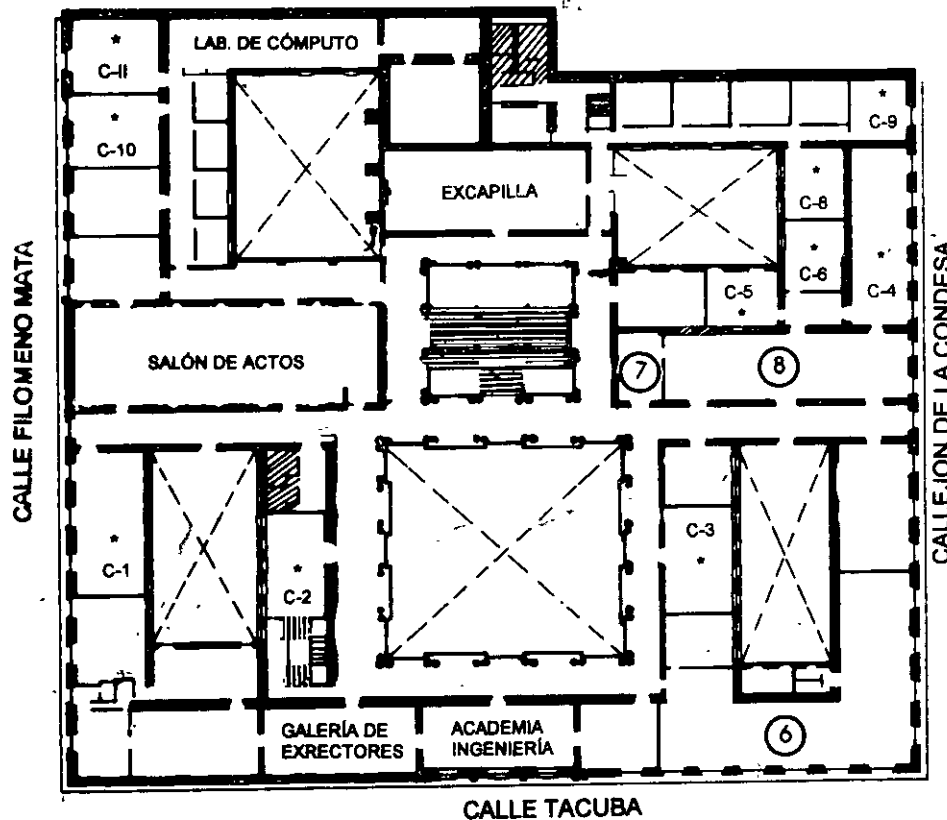 LAB. DE CÓMPUTO
*
C-II
*
C-10
*
C-9
EXCAPILLA
*
C-8
*
C-6
*
C-4
C-5
*
CALLE FILOMENO MATA
SALÓN DE ACTOS
7
8
CALLEJON DE LA CONDESA
*
C-1
*
C-2
C-3
*
GALERÍA DE
EXRECTORES
ACADEMIA
INGENIERÍA
6
CALLE TACUBA